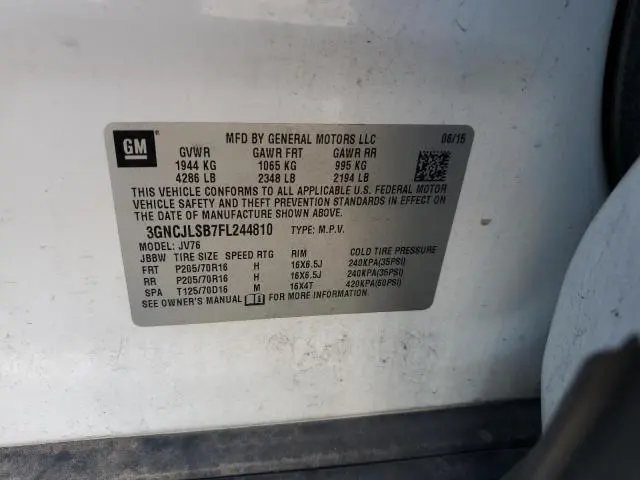 GM
MFD BY GENERAL MOTORS LLC 06/15
GVWR GAWR FRT GAWR RR
1944 KG 1065 KG 995 KG
4286 LB 2348 LB 2194 LB
THIS VEHICLE CONFORMS TO ALL APPLICABLE U.S. FEDERAL MOTOR
VEHICLE SAFETY AND THEFT PREVENTION STANDARDS IN EFFECT
ON THE DATE OF MANUFACTURE SHOWN ABOVE.
3GNCJLSB7FL244810 TYPE: M.P.V.
MODEL: JV76
JBBW TIRE SIZE SPEED RTG RIM COLD TIRE PRESSURE
FRT P205/70R16 H 16X6.5J 240KPA(35PSI)
RR P205/70R16 H 16X6.5J 240KPA(35PSI)
SPA T125/70D16 M 16X4T 420KPA(60PSI)
SEE OWNER'S MANUAL FOR MORE INFORMATION.